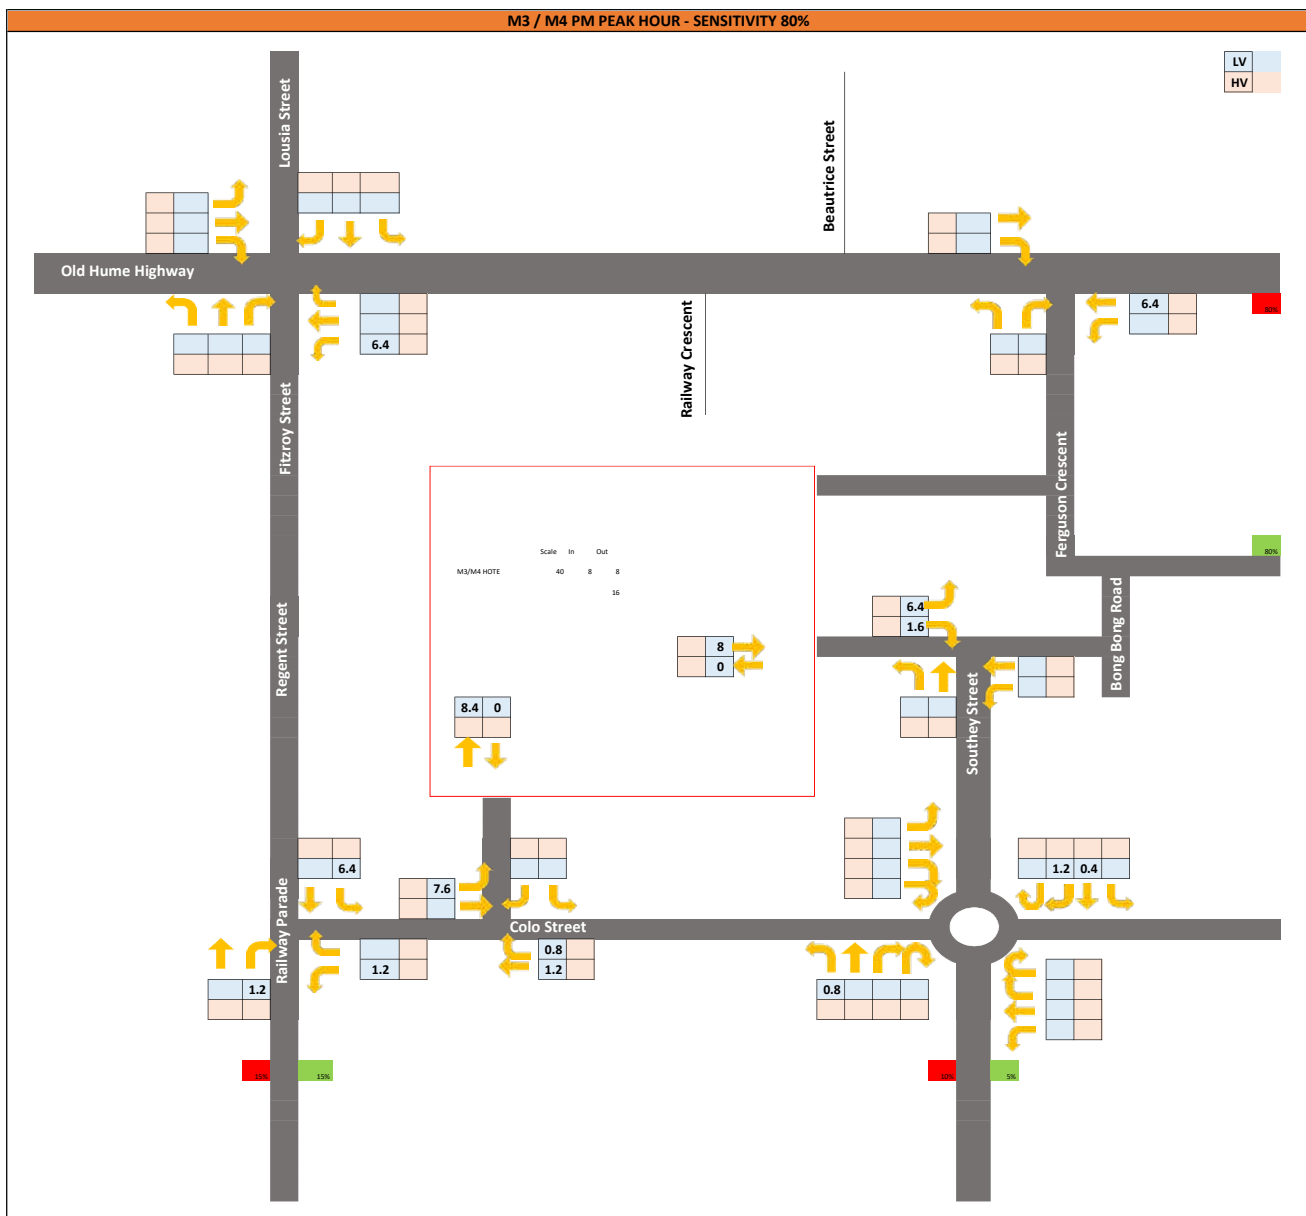 M3 / M4 PM PEAK HOUR - SENSITIVITY 80%
LV
HV
Lousia Street
Beautrice Street
Old Hume Highway
6.4
6.4
80%
Railway Crescent
Fitzroy Street
Ferguson Crescent
Scale In Out
M3/M4 HOTE 40 8 8
16
80%
Regent Street
6.4
1.6
Bong Bong Road
8
0
Southey Street
8.4 0
6.4
7.6
1.2 0.4
Railway Parade
Colo Street
1.2
0.8
1.2
1.2
0.8
15% 15%
10% 5%